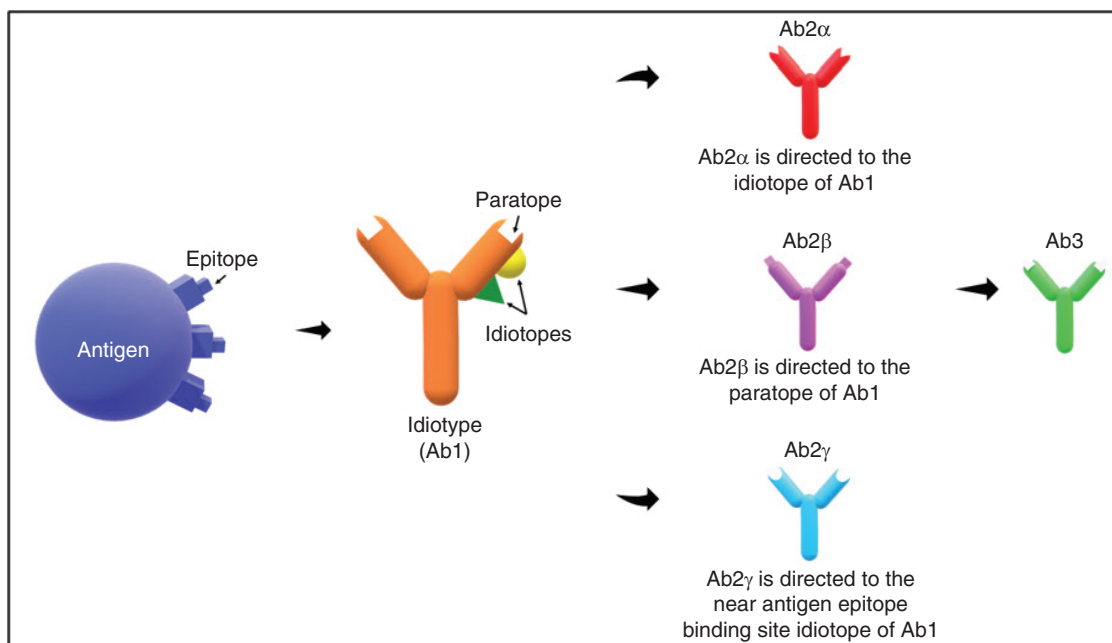 Antigen
Epitope
Paratope
Idiotopes
Idiotype
(Ab1)
Ab2α
Ab2α is directed to the
idiotope of Ab1
Ab2β
Ab2β is directed to the
paratope of Ab1
Ab3
Ab2γ
Ab2γ is directed to the
near antigen epitope
binding site idiotope of Ab1